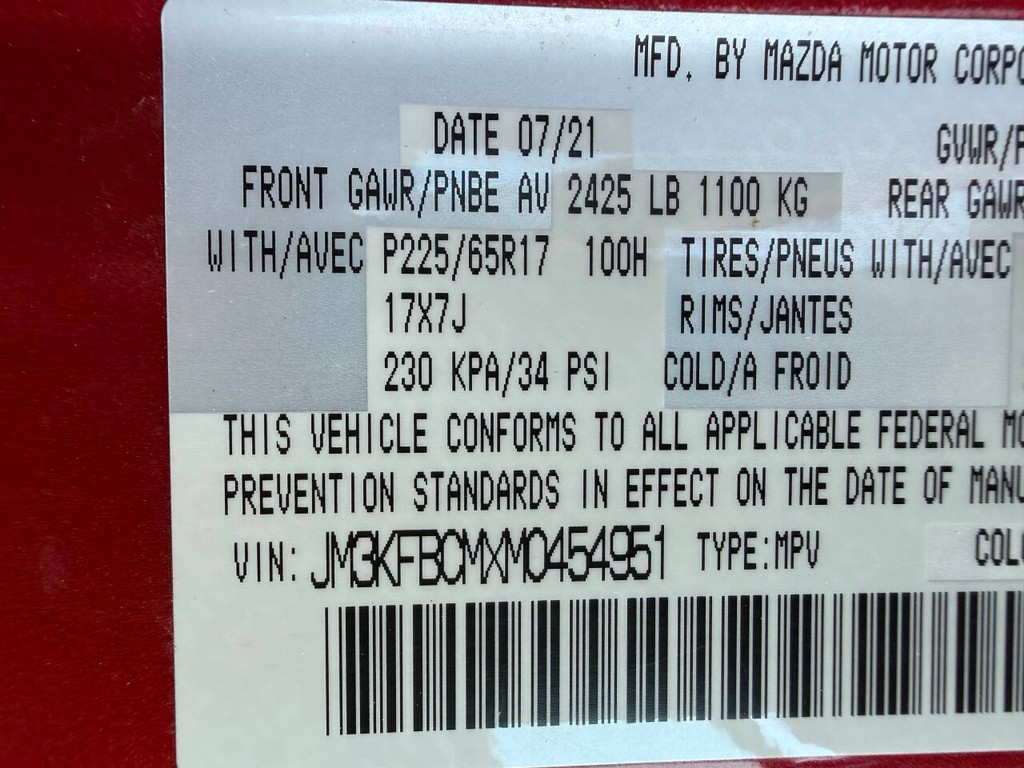 MFD. BY MAZDA MOTOR CORPO
DATE 07/21 GVWR/P
FRONT GAWR/PNBE AV 2425 LB 1100 KG REAR GAWR
WITH/AVEC P225/65R17 100H TIRES/PNEUS WITH/AVEC
17X7J RIMS/JANTES
230 KPA/34 PSI COLD/A FROID
THIS VEHICLE CONFORMS TO ALL APPLICABLE FEDERAL MO
PREVENTION STANDARDS IN EFFECT ON THE DATE OF MANU
VIN: JM3KFBCMXM0454951 TYPE:MPV COLO